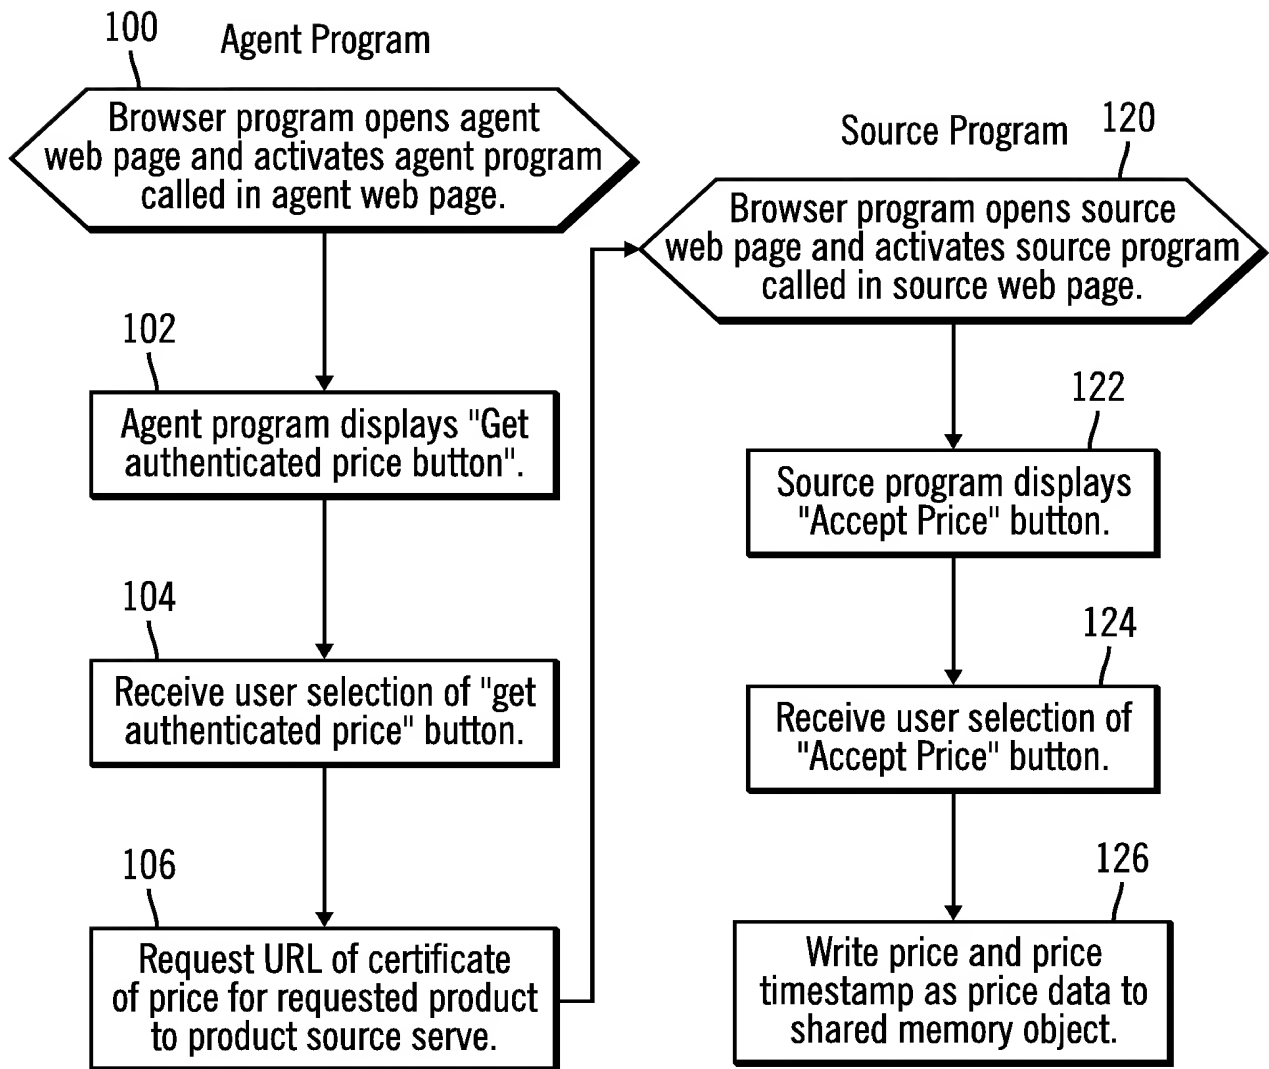 100
Agent Program
Browser program opens agent
web page and activates agent program
called in agent web page.
102
Agent program displays "Get
authenticated price button".
104
Receive user selection of "get
authenticated price" button.
106
Request URL of certificate
of price for requested product
to product source serve.
Source Program
120
Browser program opens source
web page and activates source program
called in source web page.
122
Source program displays
"Accept Price" button.
124
Receive user selection of
"Accept Price" button.
126
Write price and price
timestamp as price data to
shared memory object.